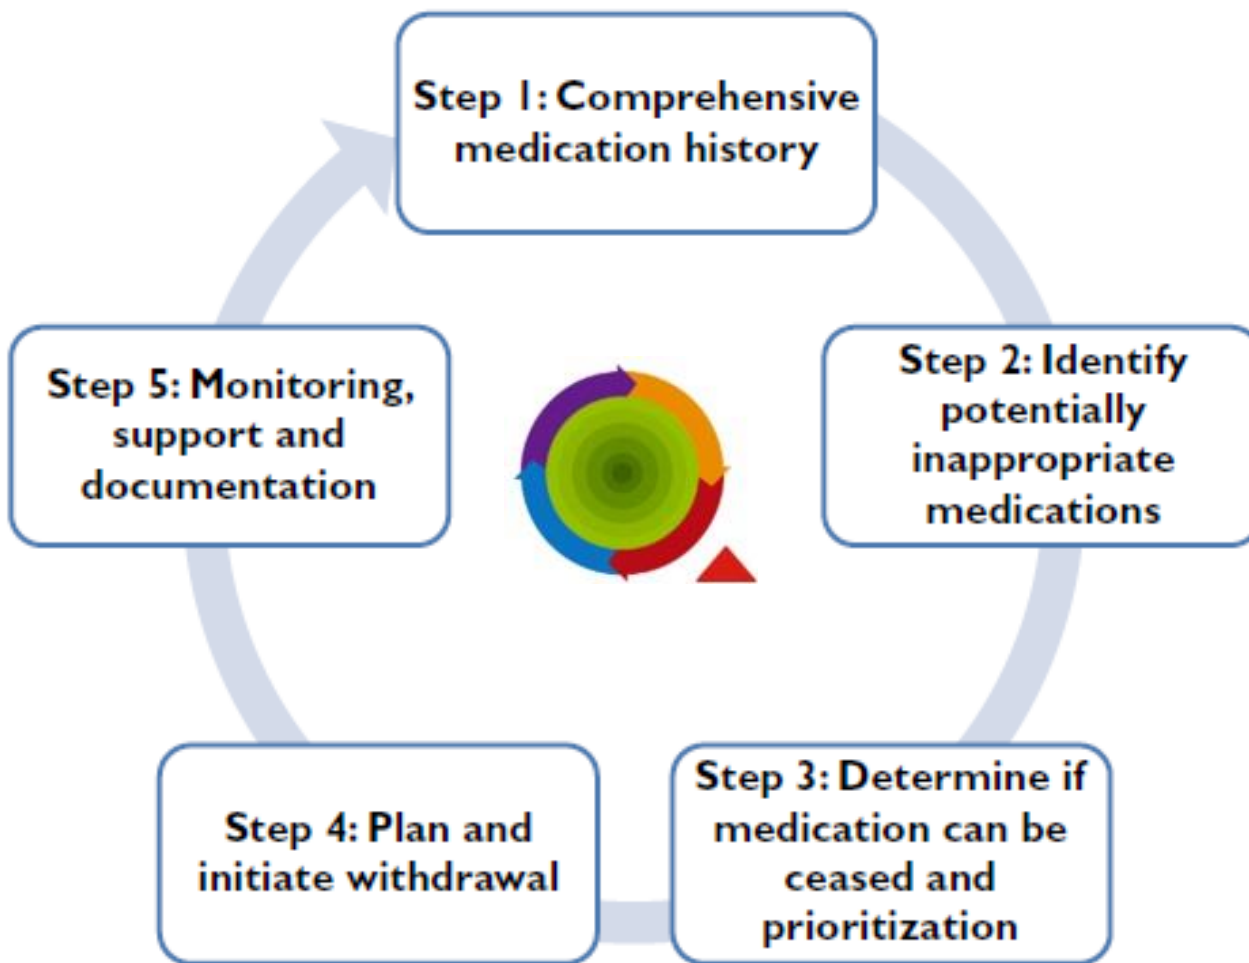 Step 1: Comprehensive
medication history
Step 2: Identify
potentially
inappropriate
medications
Step 3: Determine if
medication can be
ceased and
prioritization
Step 4: Plan and
initiate withdrawal
Step 5: Monitoring,
support and
documentation